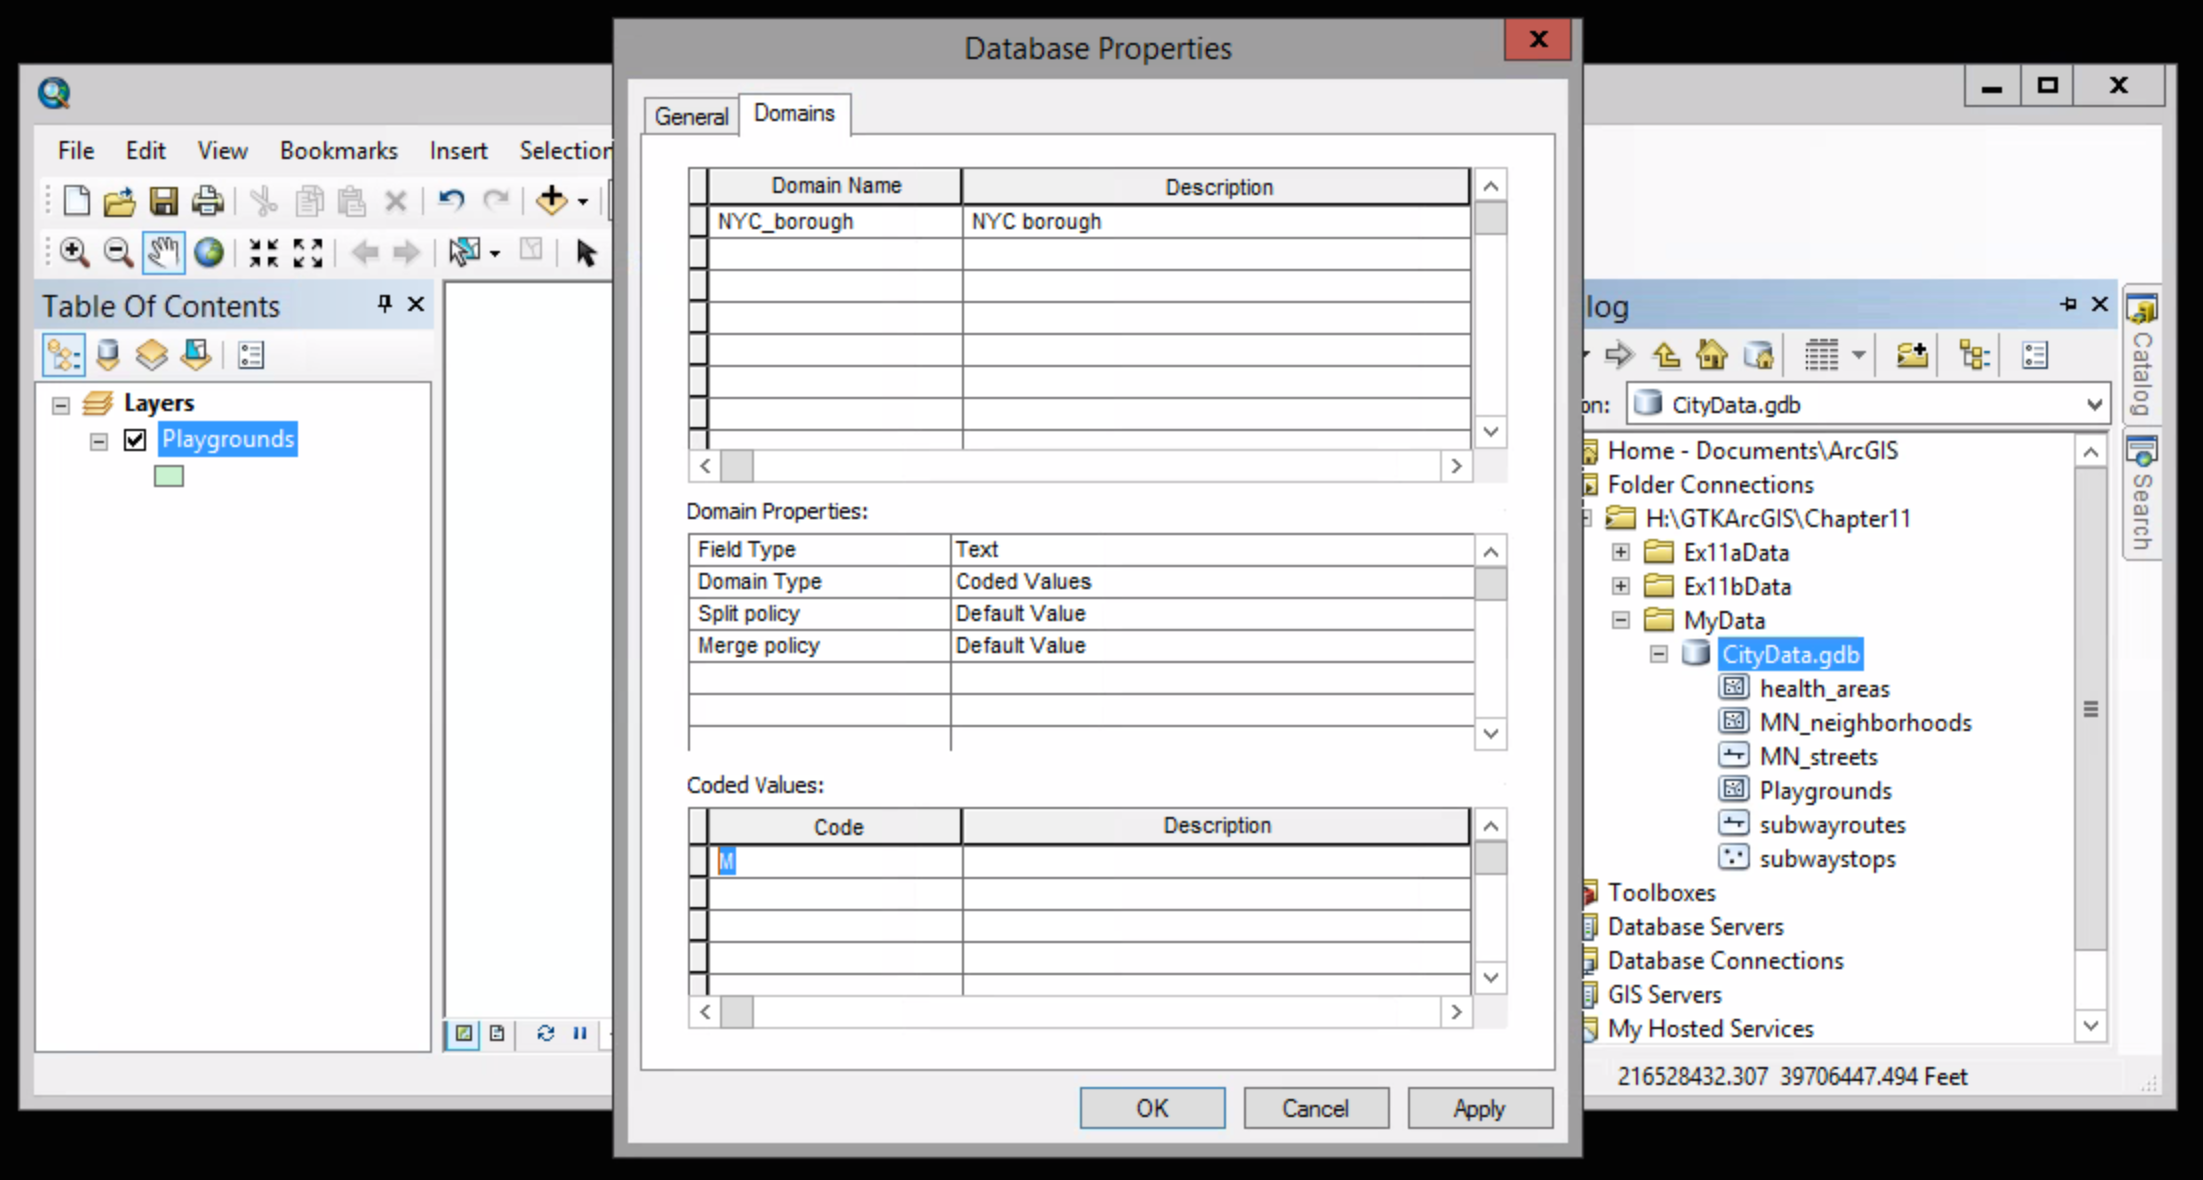 Database Properties
General
Domains
File Edit View Bookmarks Insert Selection
Domain Name Description
NYC_borough NYC borough
Table Of Contents
Layers
Playgrounds
Domain Properties:
Field Type Text
Domain Type Coded Values
Split policy Default Value
Merge policy Default Value
Coded Values:
Code Description
M
OK Cancel Apply
log
on: CityData.gdb
Home - Documents\ArcGIS
Folder Connections
H:\GTKArcGIS\Chapter11
Ex11aData
Ex11bData
MyData
CityData.gdb
health_areas
MN_neighborhoods
MN_streets
Playgrounds
subwayroutes
subwaystops
Toolboxes
Database Servers
Database Connections
GIS Servers
My Hosted Services
216528432.307 39706447.494 Feet
Catalog
Search